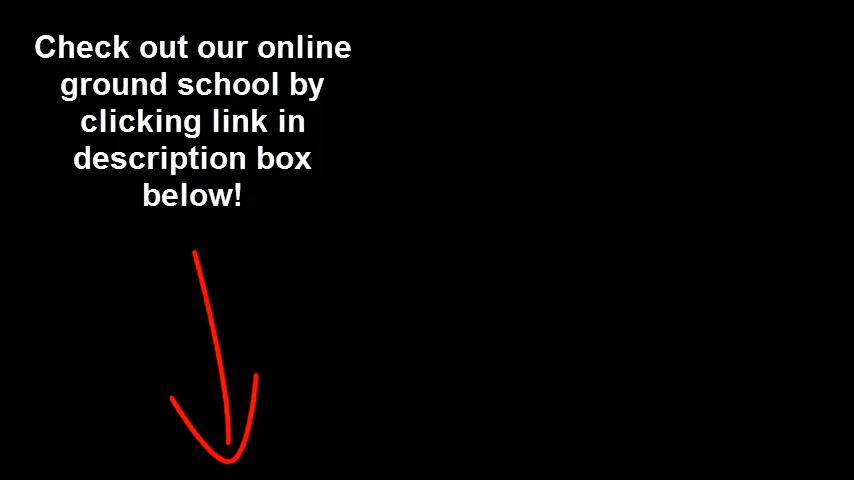 Check out our online
ground school by
clicking link in
description box
below!